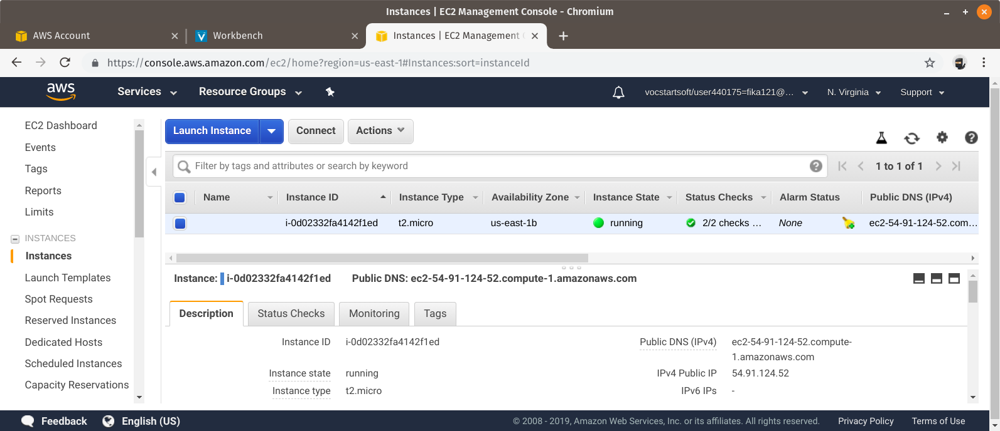 Instances | EC2 Management Console - Chromium
AWS Account
Workbench
Instances | EC2 Management
https://console.aws.amazon.com/ec2/home?region=us-east-1#Instances:sort=instanceId
aws
Services
Resource Groups
vocstartsoft/user440175=fika121@...
N. Virginia
Support
EC2 Dashboard
Events
Tags
Reports
Limits
INSTANCES
Instances
Launch Templates
Spot Requests
Reserved Instances
Dedicated Hosts
Scheduled Instances
Capacity Reservations
Launch Instance
Connect
Actions
Filter by tags and attributes or search by keyword
1 to 1 of 1
Name Instance ID Instance Type Availability Zone Instance State Status Checks Alarm Status Public DNS (IPv4)
i-0d02332fa4142f1ed t2.micro us-east-1b running 2/2 checks ... None ec2-54-91-124-52.com...
Instance: i-0d02332fa4142f1ed Public DNS: ec2-54-91-124-52.compute-1.amazonaws.com
Description Status Checks Monitoring Tags
Instance ID i-0d02332fa4142f1ed
Instance state running
Instance type t2.micro
Public DNS (IPv4) ec2-54-91-124-52.compute-
1.amazonaws.com
IPv4 Public IP 54.91.124.52
IPv6 IPs -
Feedback
English (US)
© 2008 - 2019, Amazon Web Services, Inc. or its affiliates. All rights reserved.
Privacy Policy
Terms of Use